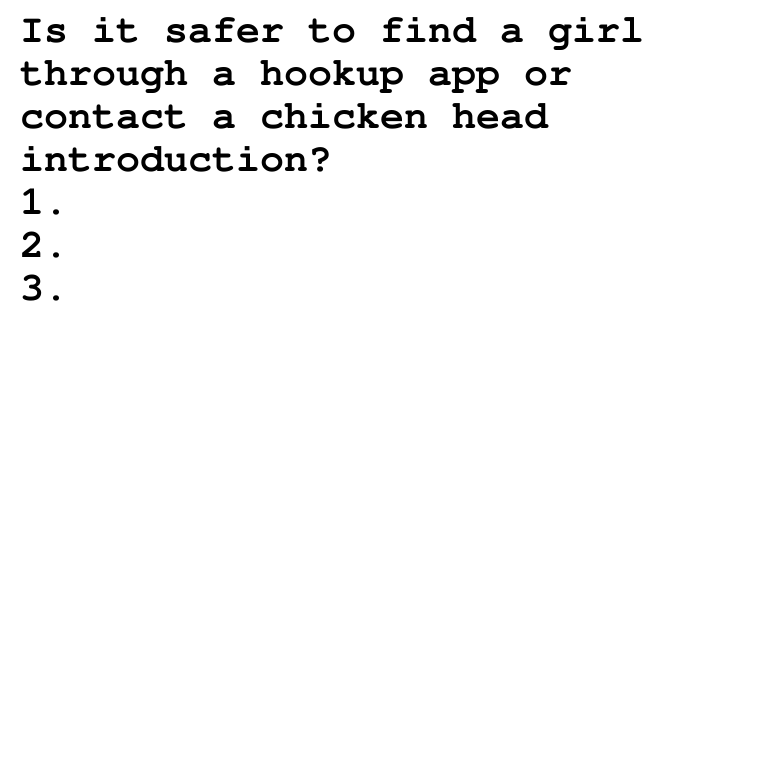 Is it safer to find a girl
through a hookup app or
contact a chicken head
introduction?
1.
2.
3.